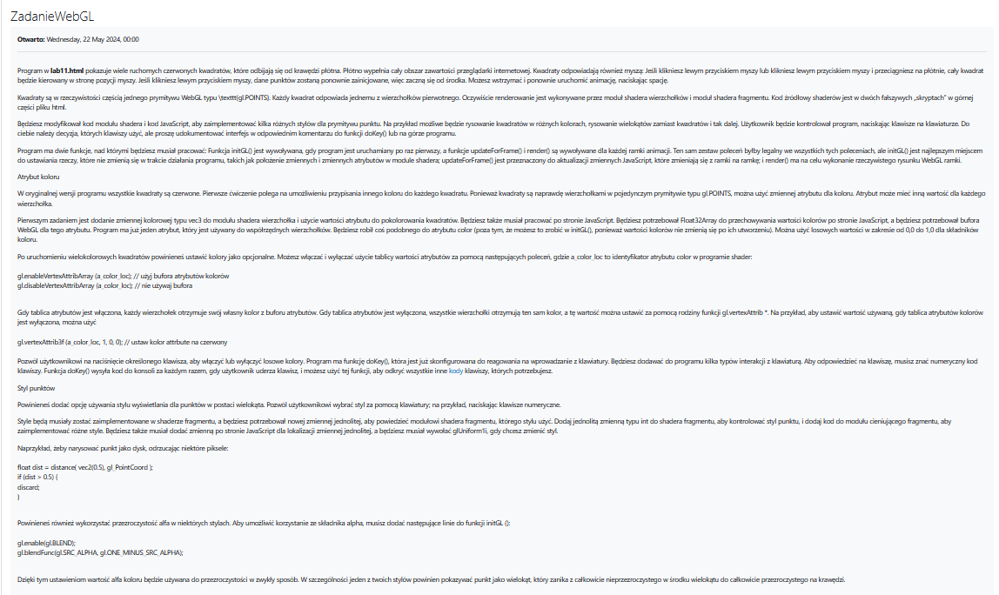 ZadanieWebGL
Otwarto: Wednesday, 22 May 2024, 00:00
Program w lab11.html pokazuje wiele ruchomych czerwonych kwadratów, które odbijają się od krawędzi płótna. Płótno wypełnia cały obszar zawartości przeglądarki internetowej. Kwadraty odpowiadają również myszą: Jeśli klikniesz lewym przyciskiem myszy lub klikniesz lewym przyciskiem myszy i przeciągniesz na płótnie, cały kwadrat
będzie kierowany w stronę pozycji myszy. Jeśli klikniesz lewym przyciskiem myszy, dane punktów zostaną ponownie zainicjowane, więc zaczną się od środka. Możesz wstrzymać i ponownie uruchomić animację, naciskając spację.
Kwadraty są w rzeczywistości częścią jednego prymitywu WebGL typu \texttt{gl.POINTS}. Każdy kwadrat odpowiada jednemu z wierzchołków pierwotnego. Oczywiście renderowanie jest wykonywane przez moduł shadera wierzchołków i moduł shadera fragmentu. Kod źródłowy shaderów jest w dwóch fałszywych „skryptach” w górnej
części pliku html.
Będziesz modyfikował kod modułu shadera i kod JavaScript, aby zaimplementować kilka różnych stylów dla prymitywu punktu. Na przykład możliwe będzie rysowanie kwadratów w różnych kolorach, rysowanie wielokątów zamiast kwadratów i tak dalej. Użytkownik będzie kontrolował program, naciskając klawisze na klawiaturze. Do
ciebie należy decyzja, których klawiszy użyć, ale proszę udokumentować interfejs w odpowiednim komentarzu do funkcji doKey() lub na górze programu.
Program ma dwie funkcje, nad którymi będziesz musiał pracować: Funkcja initGL() jest wywoływana, gdy program jest uruchamiany po raz pierwszy, a funkcje updateForFrame() i render() są wywoływane dla każdej ramki animacji. Ten sam zestaw poleceń byłby legalny we wszystkich tych poleceniach, ale initGL() jest najlepszym miejscem
do ustawiania rzeczy, które nie zmienią się w trakcie działania programu, takich jak położenie zmiennych i zmiennych atrybutów w module shadera; updateForFrame() jest przeznaczony do aktualizacji zmiennych JavaScript, które zmieniają się z ramki na ramkę; i render() ma na celu wykonanie rzeczywistego rysunku WebGL ramki.
Atrybut koloru
W oryginalnej wersji programu wszystkie kwadraty są czerwone. Pierwsze ćwiczenie polega na umożliwieniu przypisania innego koloru do każdego kwadratu. Ponieważ kwadraty są naprawdę wierzchołkami w pojedynczym prymitywie typu gl.POINTS, można użyć zmiennej atrybutu dla koloru. Atrybut może mieć inną wartość dla każdego
wierzchołka.
Pierwszym zadaniem jest dodanie zmiennej kolorowej typu vec3 do modułu shadera wierzchołka i użycie wartości atrybutu do pokolorowania kwadratów. Będziesz także musiał pracować po stronie JavaScript. Będziesz potrzebował Float32Array do przechowywania wartości kolorów po stronie JavaScript, a będziesz potrzebował bufora
WebGL dla tego atrybutu. Program ma już jeden atrybut, który jest używany do współrzędnych wierzchołków. Będziesz robił coś podobnego do atrybutu color (poza tym, że możesz to zrobić w initGL(), ponieważ wartości kolorów nie zmienią się po ich utworzeniu). Można użyć losowych wartości w zakresie od 0,0 do 1,0 dla składników
koloru.
Po uruchomieniu wielokolorowych kwadratów powinieneś ustawić kolory jako opcjonalne. Możesz włączać i wyłączać użycie tablicy wartości atrybutów za pomocą następujących poleceń, gdzie a_color_loc to identyfikator atrybutu color w programie shader:
gl.enableVertexAttribArray (a_color_loc); // użyj bufora atrybutów kolorów
gl.disableVertexAttribArray (a_color_loc); // nie używaj bufora
Gdy tablica atrybutów jest włączona, każdy wierzchołek otrzymuje swój własny kolor z buforu atrybutów. Gdy tablica atrybutów jest wyłączona, wszystkie wierzchołki otrzymują ten sam kolor, a tę wartość można ustawić za pomocą rodziny funkcji gl.vertexAttrib *. Na przykład, aby ustawić wartość używaną, gdy tablica atrybutów kolorów
jest wyłączona, można użyć
gl.vertexAttrib3f (a_color_loc, 1, 0, 0); // ustaw kolor attrbute na czerwony
Pozwól użytkownikowi na naciśnięcie określonego klawisza, aby włączyć lub wyłączyć losowe kolory. Program ma funkcję doKey(), która jest już skonfigurowana do reagowania na wprowadzanie z klawiatury. Będziesz dodawać do programu kilka typów interakcji z klawiaturą. Aby odpowiedzieć na klawiszę, musisz znać numeryczny kod
klawiszy. Funkcja doKey() wysyła kod do konsoli za każdym razem, gdy użytkownik uderza klawisz, i możesz użyć tej funkcji, aby odkryć wszystkie inne kody klawiszy, których potrzebujesz.
Styl punktów
Powinieneś dodać opcję używania stylu wyświetlania dla punktów w postaci wielokąta. Pozwól użytkownikowi wybrać styl za pomocą klawiatury; na przykład, naciskając klawisze numeryczne.
Style będą musiały zostać zaimplementowane w shaderze fragmentu, a będziesz potrzebował nowej zmiennej jednolitej, aby powiedzieć modułowi shadera fragmentu, którego stylu użyć. Dodaj jednolitą zmienną typu int do shadera fragmentu, aby kontrolować styl punktu, i dodaj kod do modułu cieniującego fragmentu, aby
zaimplementować różne style. Będziesz także musiał dodać zmienną po stronie JavaScript dla lokalizacji zmiennej jednolitej, a będziesz musiał wywołać glUniform1i, gdy chcesz zmienić styl.
Naprzykład, żeby narysować punkt jako dysk, odrzucając niektóre piksele:
float dist = distance( vec2(0.5), gl_PointCoord );
if (dist > 0.5) {
discard;
}
Powinieneś również wykorzystać przezroczystość alfa w niektórych stylach. Aby umożliwić korzystanie ze składnika alpha, musisz dodać następujące linie do funkcji initGL ():
gl.enable(gl.BLEND);
gl.blendFunc(gl.SRC_ALPHA, gl.ONE_MINUS_SRC_ALPHA);
Dzięki tym ustawieniom wartość alfa koloru będzie używana do przezroczystości w zwykły sposób. W szczególności jeden z twoich stylów powinien pokazywać punkt jako wielokąt, który zanika z całkowicie nieprzezroczystego w środku wielokątu do całkowicie przezroczystego na krawędzi.